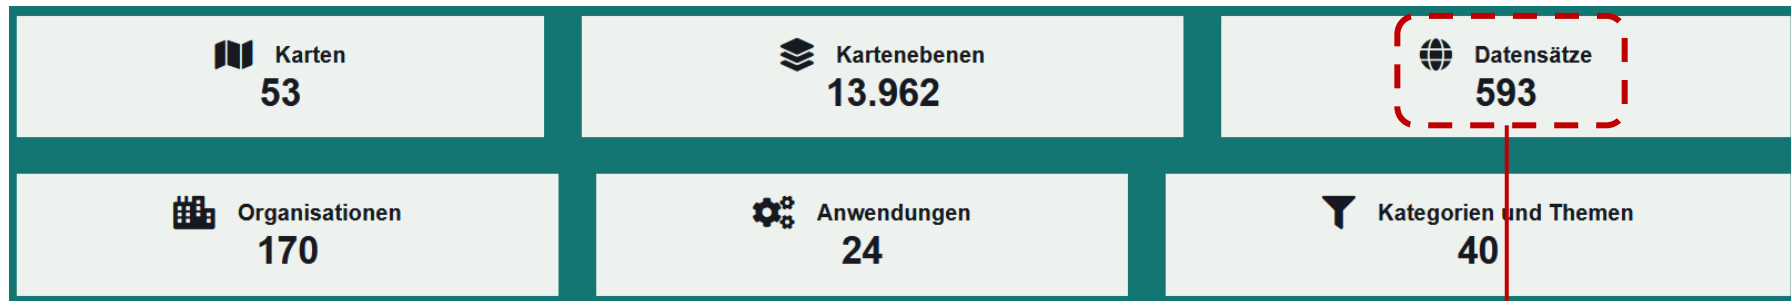 Karten
53
Kartenebenen
13.962
Datensätze
593
Organisationen
170
Anwendungen
24
Kategorien und Themen
40